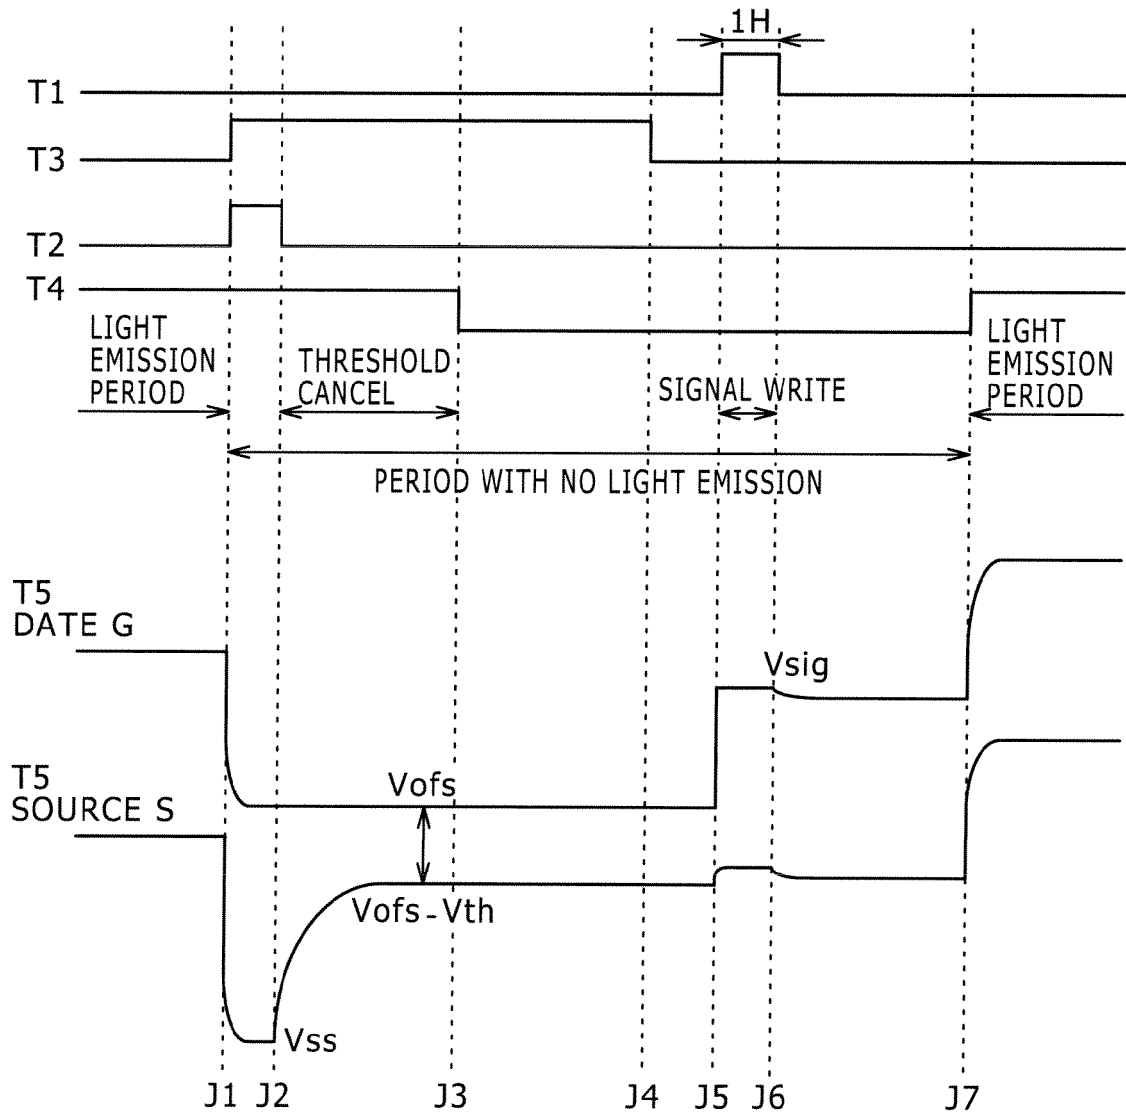 1H
T1
T3
T2
T4
LIGHT
EMISSION
PERIOD
THRESHOLD
CANCEL
SIGNAL WRITE
LIGHT
EMISSION
PERIOD
PERIOD WITH NO LIGHT EMISSION
T5
DATE G
Vsig
T5
SOURCE S
Vofs
Vofs - Vth
Vss
J1 J2 J3 J4 J5 J6 J7